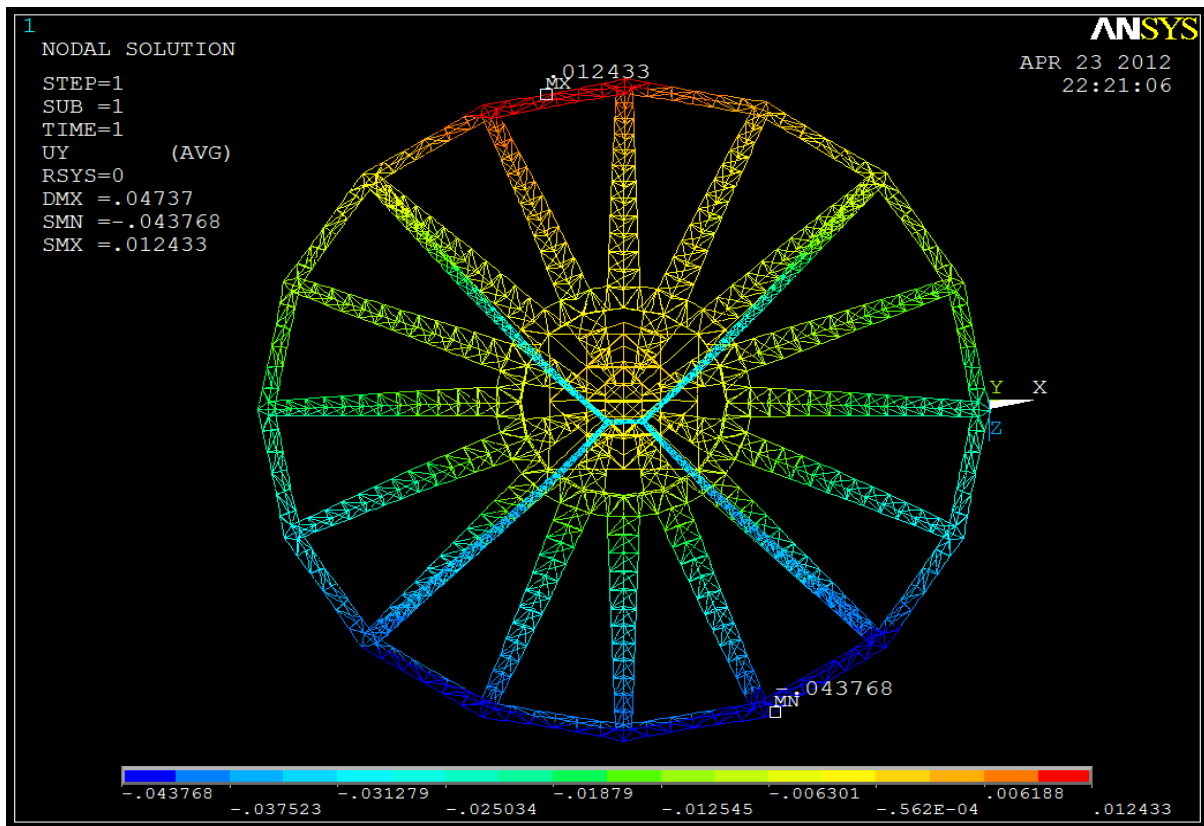 1
ANSYS
NODAL SOLUTION
APR 23 2012
22:21:06
STEP=1
SUB =1
TIME=1
UY (AVG)
RSYS=0
DMX =.04737
SMN =-.043768
SMX =.012433
.012433
MX
Y
X
Z
-.043768
MN
-.043768 -.031279 -.01879 -.006301 .006188
-.037523 -.025034 -.012545 -.562E-04 .012433